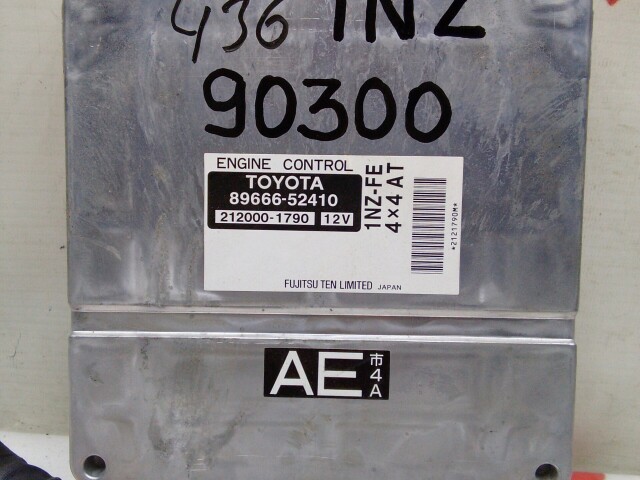 436 1NZ
90300
ENGINE CONTROL
TOYOTA
89666-52410
212000-1790 12V
1NZ-FE
4×4 AT
*2121790M*
FUJITSU TEN LIMITED JAPAN
AE 市4A